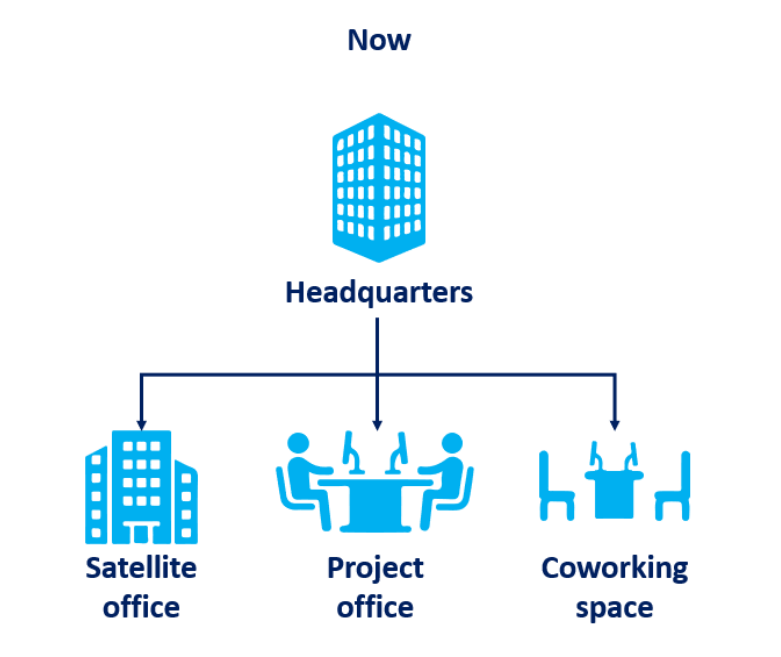 Now
Headquarters
Satellite
office
Project
office
Coworking
space